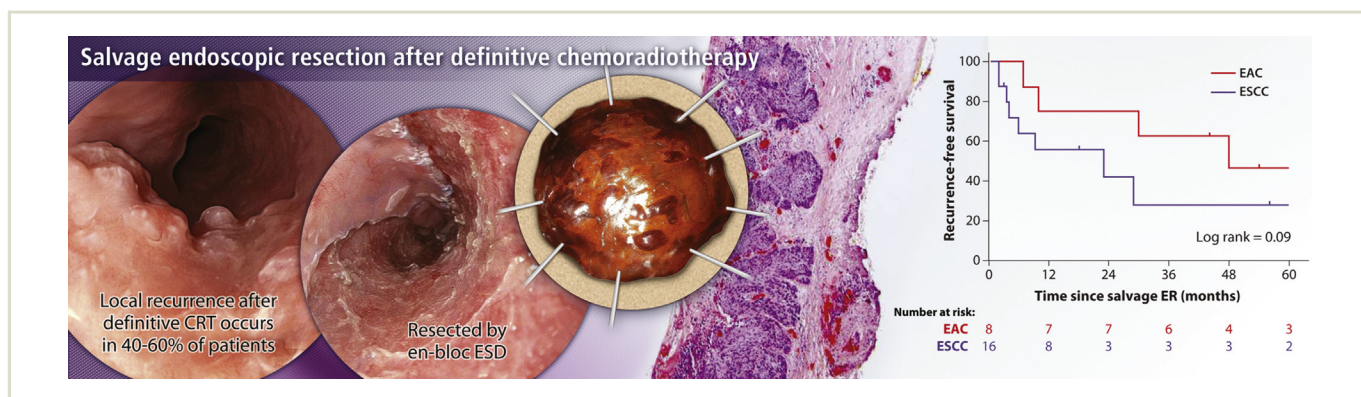 Salvage endoscopic resection after definitive chemoradiotherapy
Local recurrence after
definitive CRT occurs
in 40-60% of patients
Resected by
en-bloc ESD
Recurrence-free survival
100
80
60
40
20
0
EAC
ESCC
Log rank = 0.09
0 12 24 36 48 60
Time since salvage ER (months)
Number at risk:
EAC 8 7 7 6 4 3
ESCC 16 8 3 3 3 2